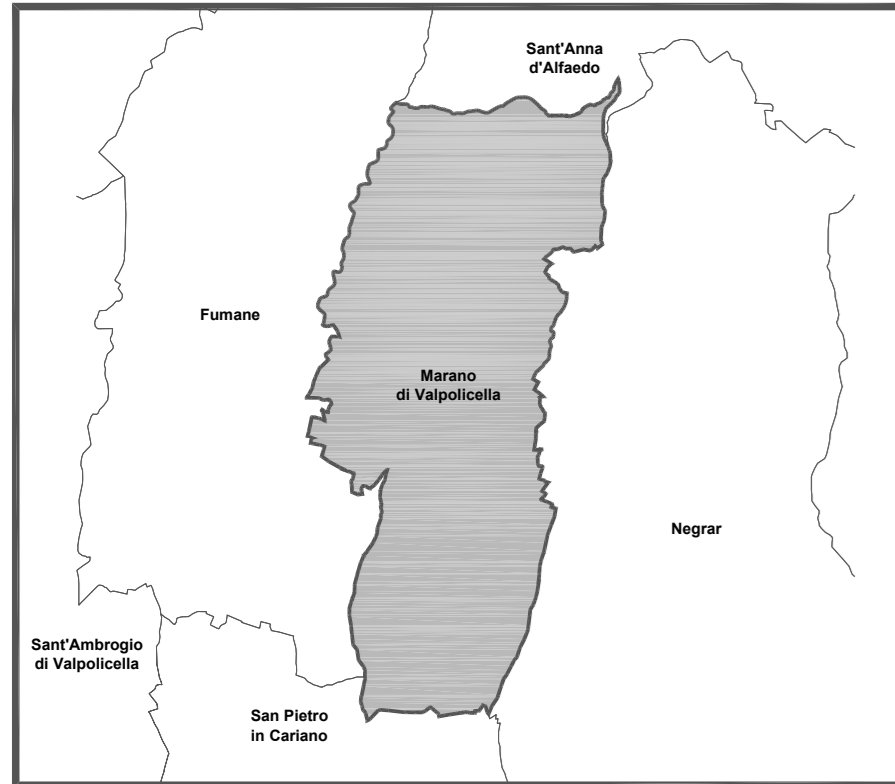 Sant'Anna
d'Alfaedo
Fumane
Marano
di Valpolicella
Negrar
Sant'Ambrogio
di Valpolicella
San Pietro
in Cariano